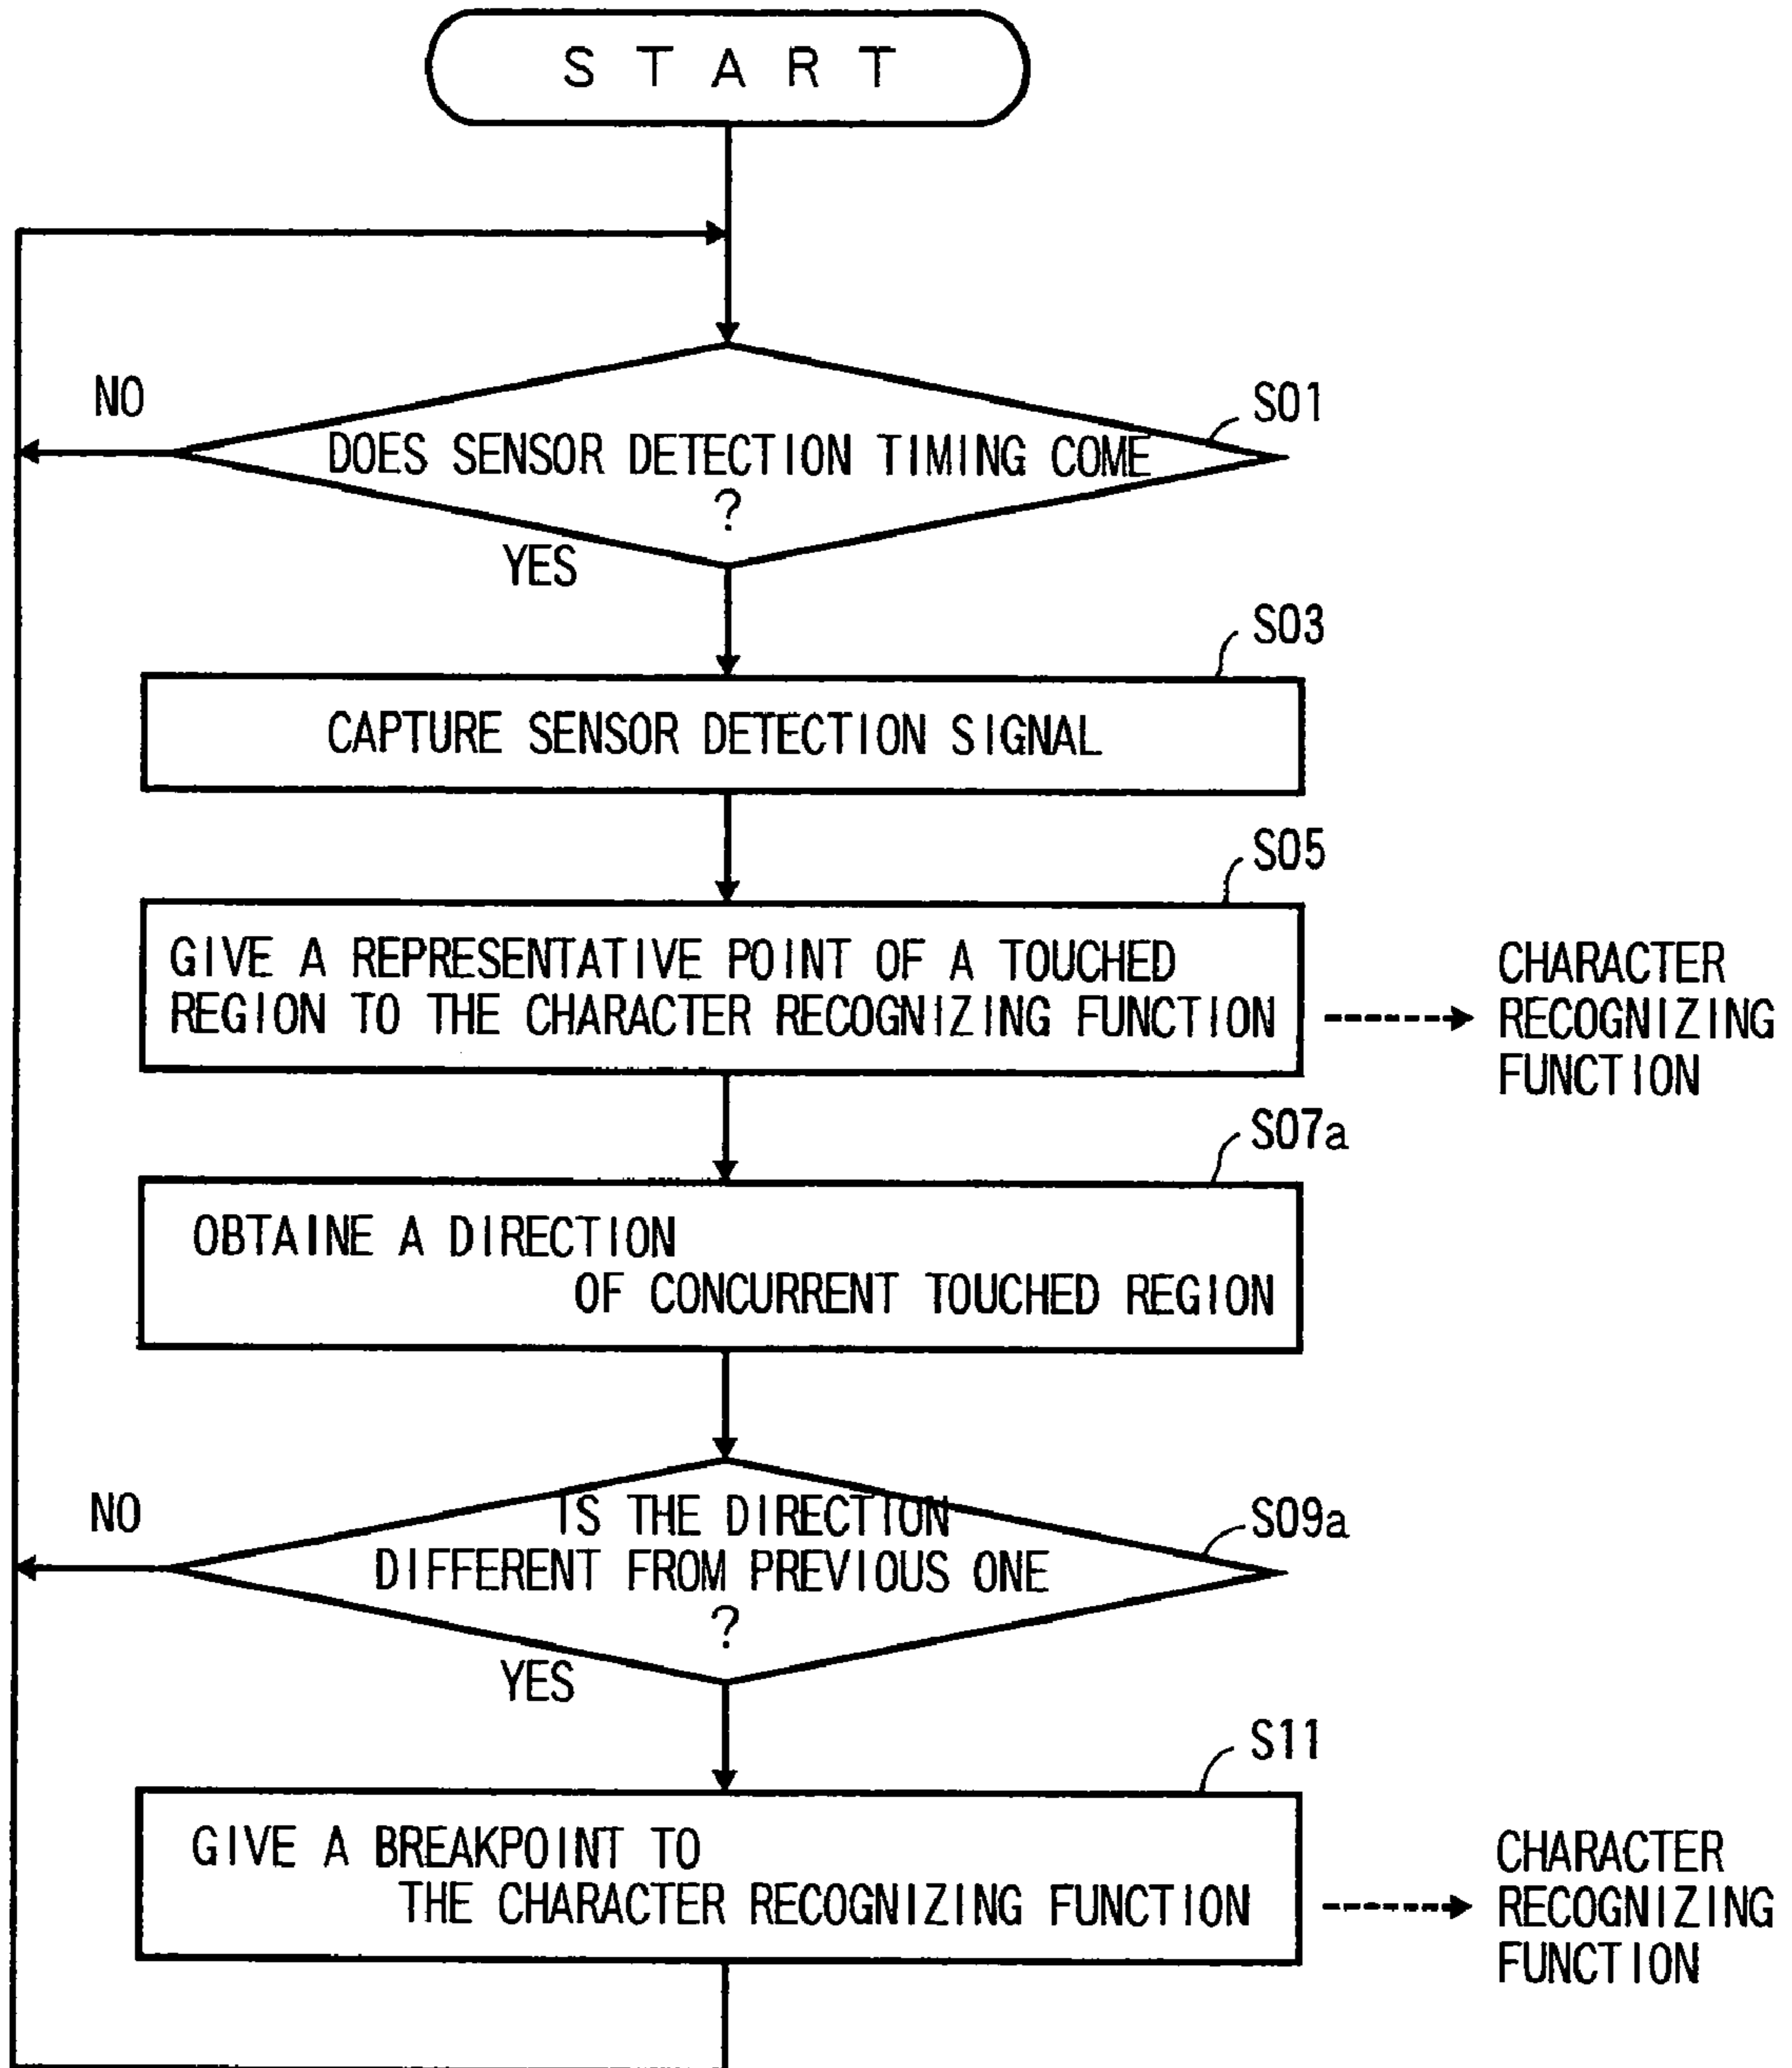 START
NO
S01
DOES SENSOR DETECTION TIMING COME
?
YES
S03
CAPTURE SENSOR DETECTION SIGNAL
S05
GIVE A REPRESENTATIVE POINT OF A TOUCHED
REGION TO THE CHARACTER RECOGNIZING FUNCTION
CHARACTER
RECOGNIZING
FUNCTION
S07a
OBTAINE A DIRECTION
OF CONCURRENT TOUCHED REGION
NO
S09a
IS THE DIRECTION
DIFFERENT FROM PREVIOUS ONE
?
YES
S11
GIVE A BREAKPOINT TO
THE CHARACTER RECOGNIZING FUNCTION
CHARACTER
RECOGNIZING
FUNCTION